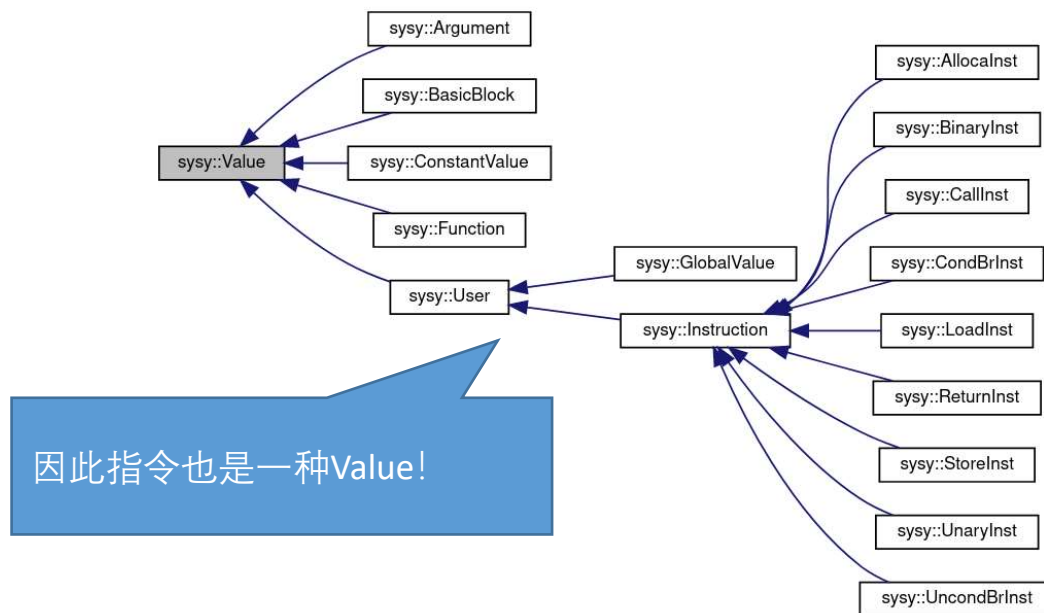 sysy::Argument
sysy::AllocaInst
sysy::BasicBlock
sysy::BinaryInst
sysy::Value
sysy::ConstantValue
sysy::CallInst
sysy::Function
sysy::GlobalValue
sysy::CondBrInst
sysy::User
sysy::Instruction
sysy::LoadInst
sysy::ReturnInst
因此指令也是一种Value！
sysy::StoreInst
sysy::UnaryInst
sysy::UncondBrInst